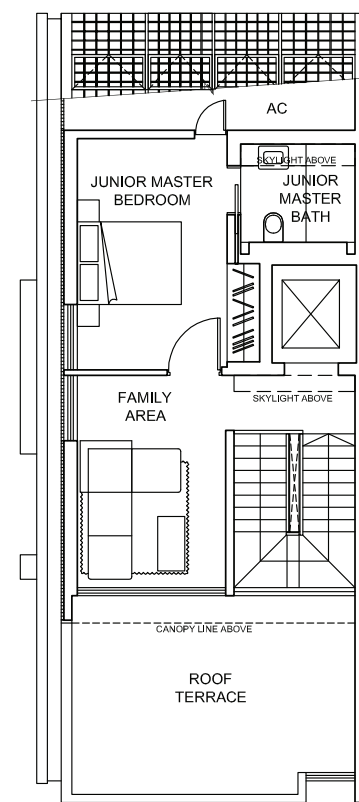 AC
SKYLIGHT ABOVE
JUNIOR MASTER
BEDROOM
JUNIOR
MASTER
BATH
FAMILY
AREA
SKYLIGHT ABOVE
CANOPY LINE ABOVE
ROOF
TERRACE